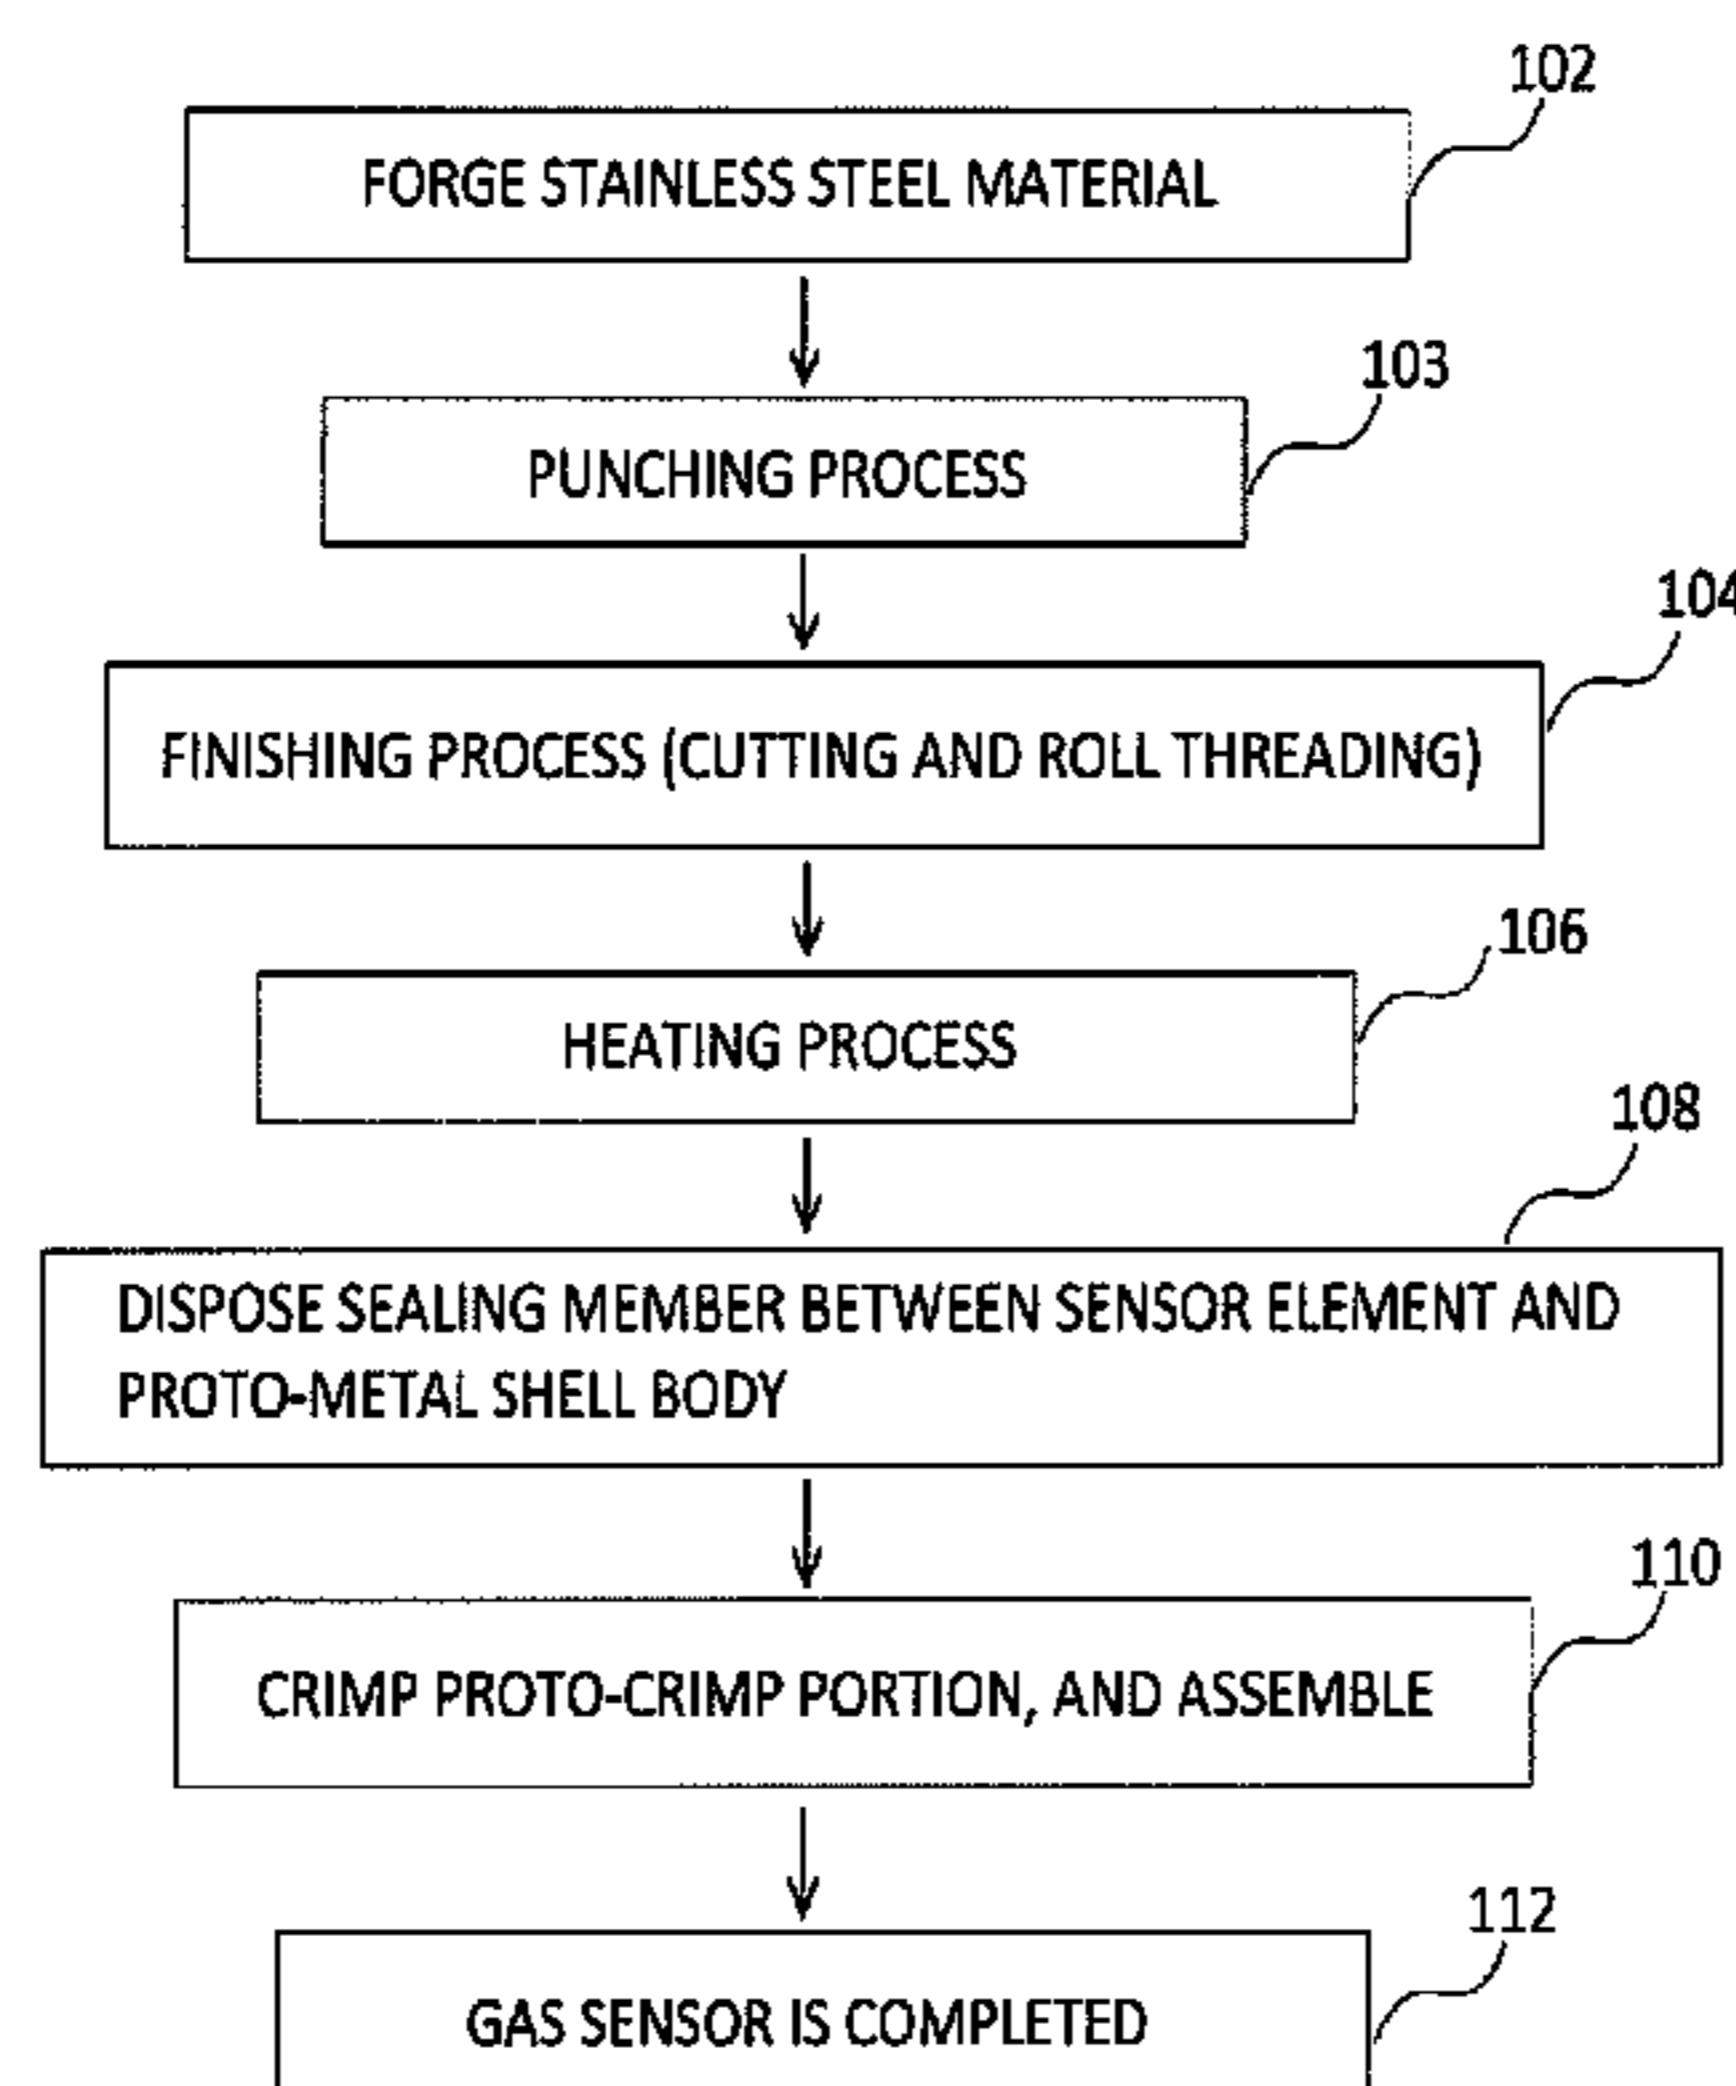 102
FORGE STAINLESS STEEL MATERIAL
103
PUNCHING PROCESS
104
FINISHING PROCESS (CUTTING AND ROLL THREADING)
106
HEATING PROCESS
108
DISPOSE SEALING MEMBER BETWEEN SENSOR ELEMENT AND
PROTO-METAL SHELL BODY
110
CRIMP PROTO-CRIMP PORTION, AND ASSEMBLE
112
GAS SENSOR IS COMPLETED